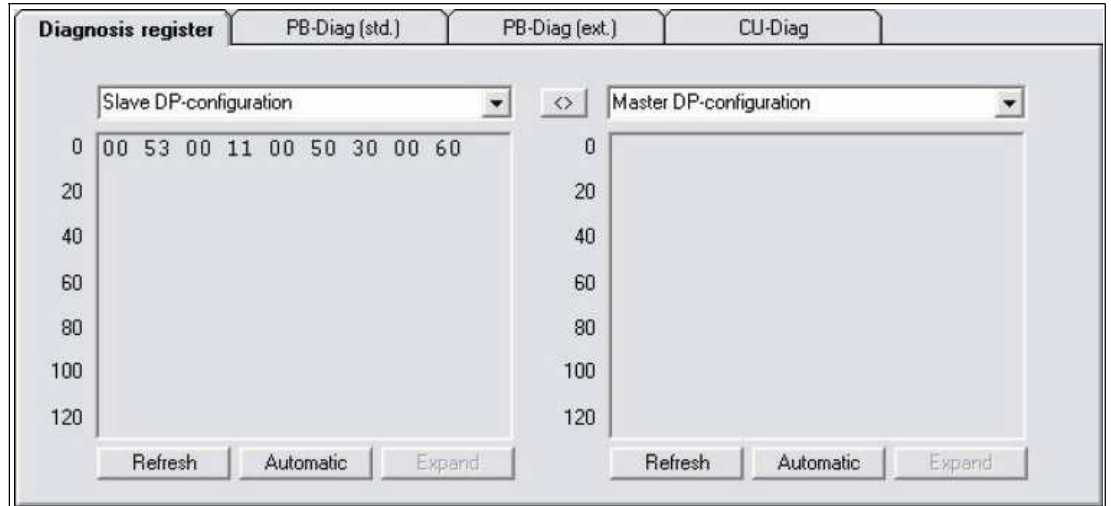 Diagnosis register PB-Diag (std.) PB-Diag (ext.) CU-Diag
Slave DP-configuration <> Master DP-configuration
0 00 53 00 11 00 50 30 00 60 0
20 20
40 40
60 60
80 80
100 100
120 120
Refresh Automatic Expand Refresh Automatic Expand